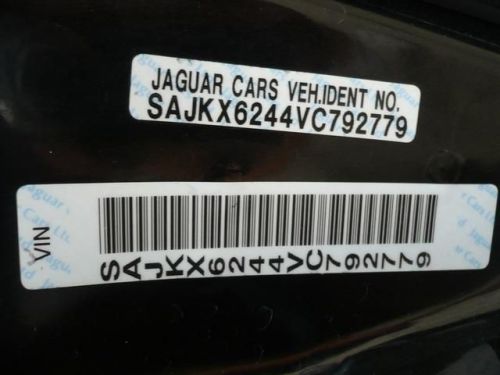 JAGUAR CARS VEH.IDENT NO.
SAJKX6244VC792779
VIN
SAJKX6244VC792779